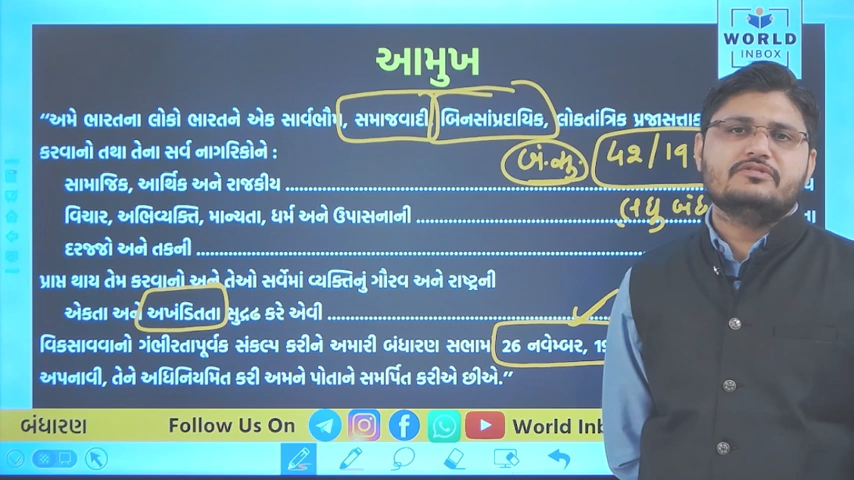 WORLD
INBOX
આમુખ
“અમે ભારતના લોકો ભારતને એક સાર્વભૌમ, સમાજવાદી, બિનસાંપ્રદાયિક, લોકતાંત્રિક પ્રજાસત્તાક
કરવાનો તથા તેના સર્વ નાગરિકોને :
બં.સુ. 42/19
સામાજિક, આર્થિક અને રાજકીય
લઘુ બંધ
વિચાર, અભિવ્યક્તિ, માન્યતા, ધર્મ અને ઉપાસનાની
દરજ્જો અને તકની
પ્રાપ્ત થાય તેમ કરવાનો અને તેઓ સર્વેમાં વ્યક્તિનું ગૌરવ અને રાષ્ટ્રની
એકતા અને અખંડિતતા સુદ્રઢ કરે એવી
વિકસાવવાનો ગંભીરતાપૂર્વક સંકલ્પ કરીને અમારી બંધારણ સભામાં 26 નવેમ્બર, 19
અપનાવી, તેને અધિનિયમિત કરી અમને પોતાને સમર્પિત કરીએ છીએ.”
બંધારણ Follow Us On World Inb